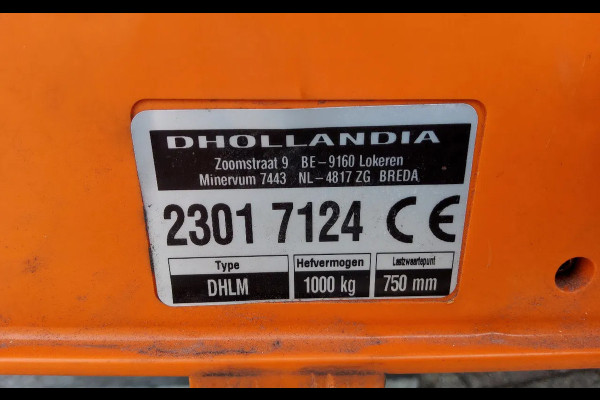 DHOLLANDIA
Zoomstraat 9 BE-9160 Lokeren
Minervum 7443 NL-4817 ZG BREDA
2301 7124 CE
Type Hefvermogen Lastzwaartepunt
DHLM 1000 kg 750 mm